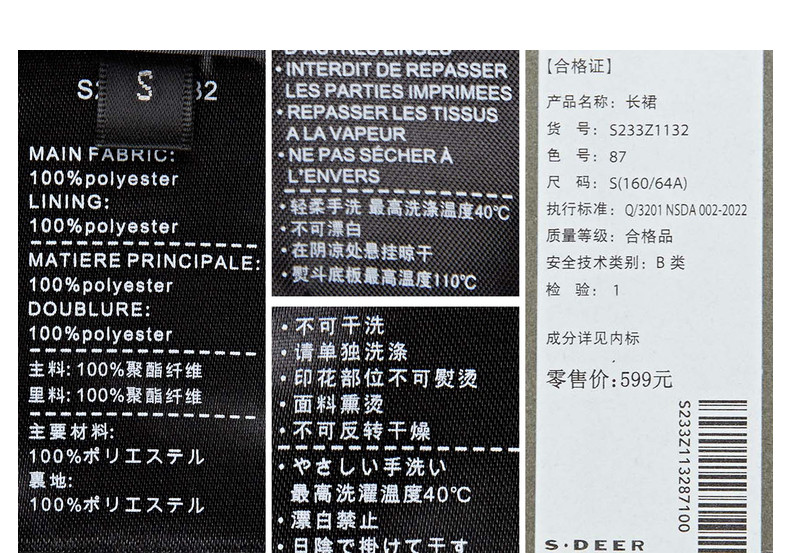 S
MAIN FABRIC:
100%polyester
LINING:
100%polyester
MATIERE PRINCIPALE:
100%polyester
DOUBLURE:
100%polyester
主料: 100%聚酯纤维
里料: 100%聚酯纤维
主要材料:
100%ポリエステル
裏地:
100%ポリエステル
D'AUTRES LINGES
•INTERDIT DE REPASSER
LES PARTIES IMPRIMEES
•REPASSER LES TISSUS
A LA VAPEUR
•NE PAS SÉCHER À
L'ENVERS
•轻柔手洗 最高洗涤温度40℃
•不可漂白
•在阴凉处悬挂晾干
•熨斗底板最高温度110℃
•不可干洗
•请单独洗涤
•印花部位不可熨烫
•面料熏烫
•不可反转干燥
•やさしい手洗い
最高洗濯温度40℃
•漂白禁止
•日陰で掛けて干す
【合格证】
产品名称: 长裙
货 号: S233Z1132
色 号: 87
尺 码: S(160/64A)
执行标准: Q/3201 NSDA 002-2022
质量等级: 合格品
安全技术类别: B 类
检 验: 1
成分详见内标
零售价:599元
S233Z113287100
S·DEER